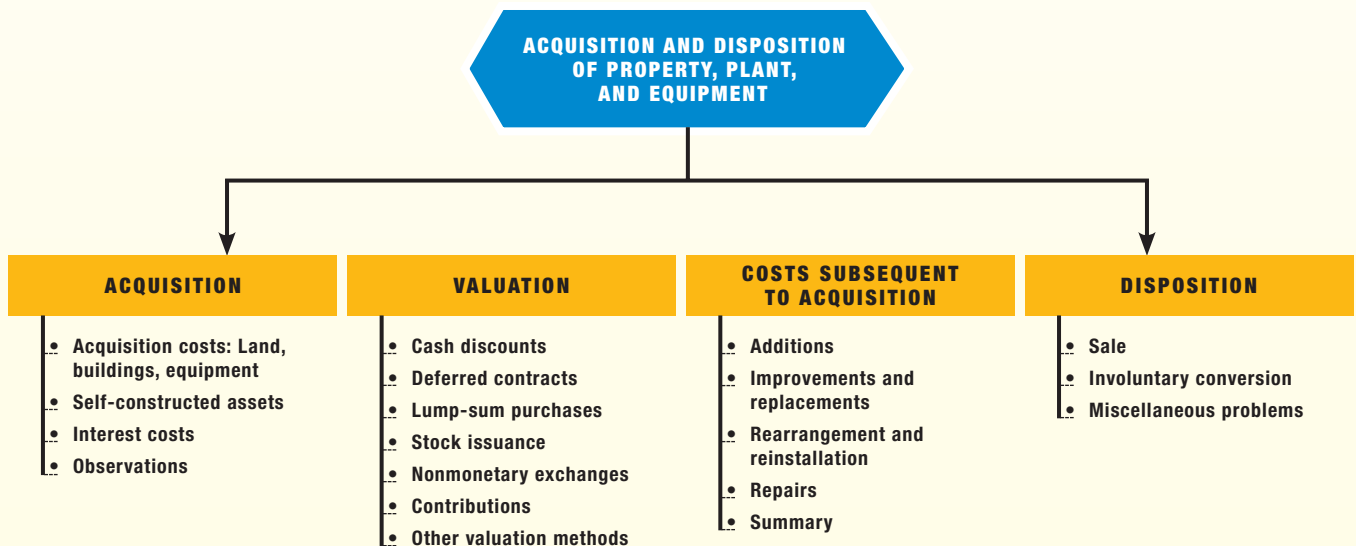 ACQUISITION AND DISPOSITION
OF PROPERTY, PLANT,
AND EQUIPMENT
ACQUISITION
• Acquisition costs: Land,
buildings, equipment
• Self-constructed assets
• Interest costs
• Observations
VALUATION
• Cash discounts
• Deferred contracts
• Lump-sum purchases
• Stock issuance
• Nonmonetary exchanges
• Contributions
• Other valuation methods
COSTS SUBSEQUENT
TO ACQUISITION
• Additions
• Improvements and
replacements
• Rearrangement and
reinstallation
• Repairs
• Summary
DISPOSITION
• Sale
• Involuntary conversion
• Miscellaneous problems